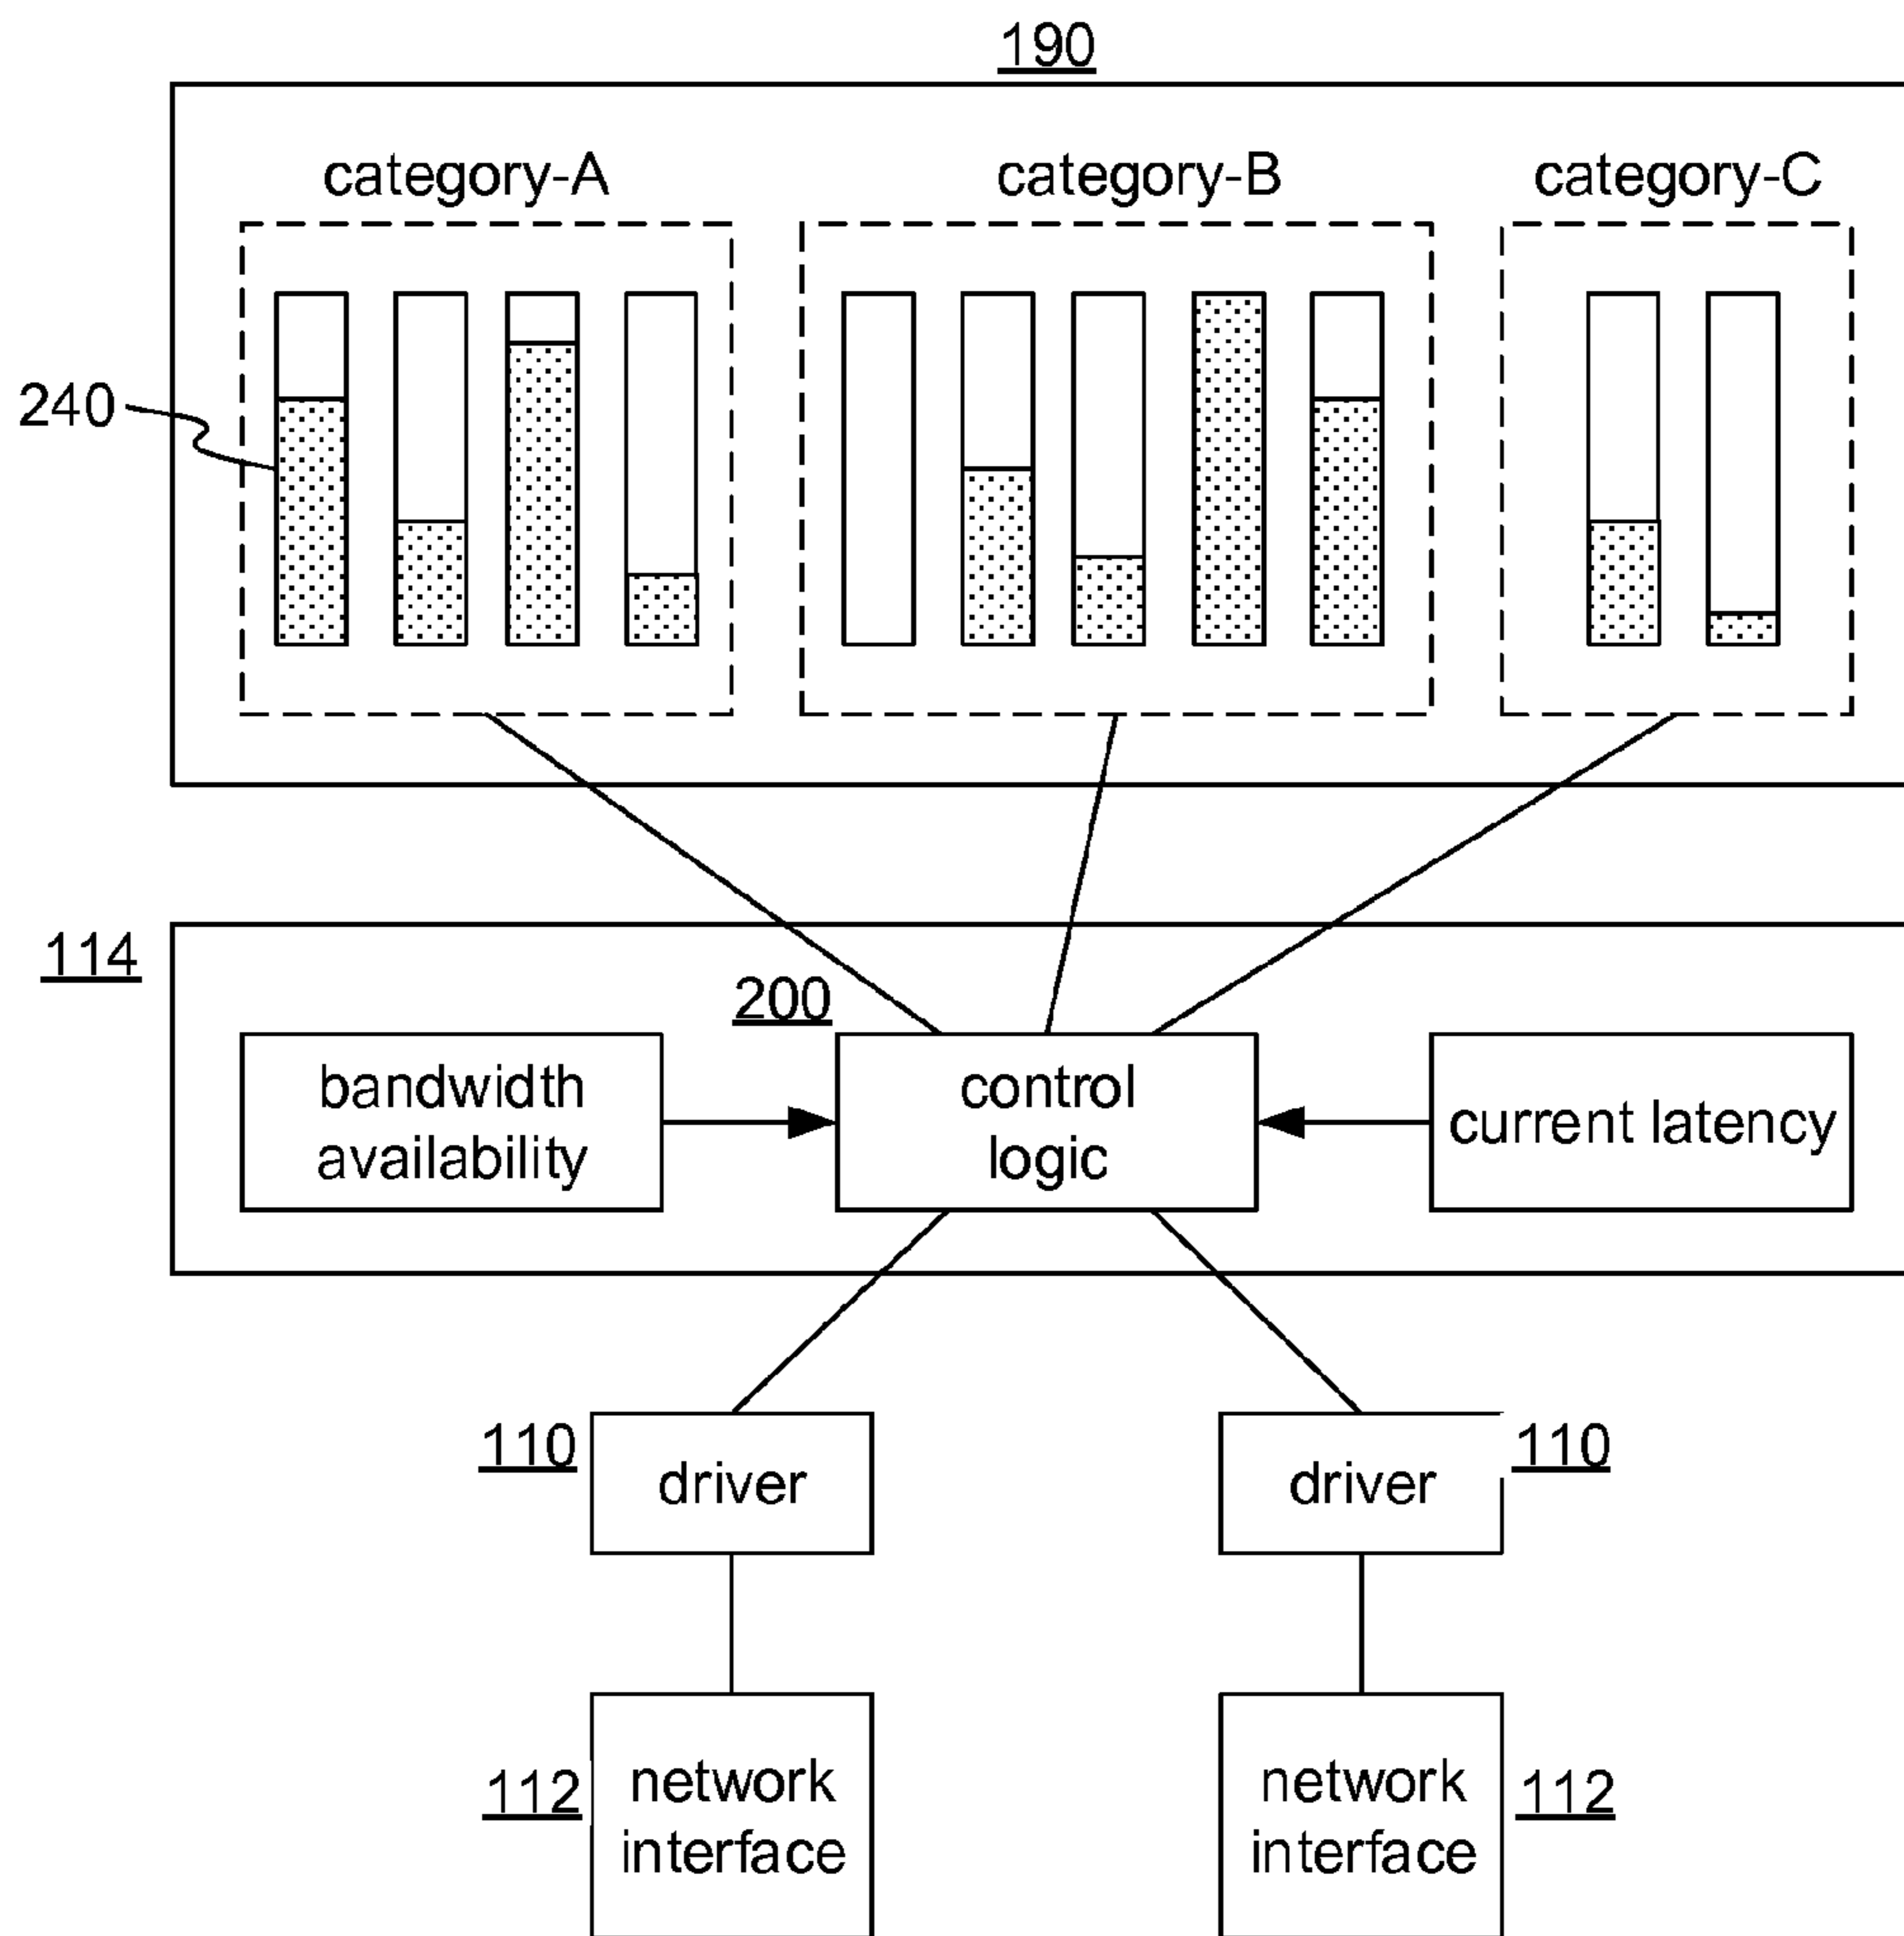 190
category-A
category-B
category-C
240
114
200
bandwidth
availability
control
logic
current latency
110
driver
driver
110
112
network
interface
network
interface
112